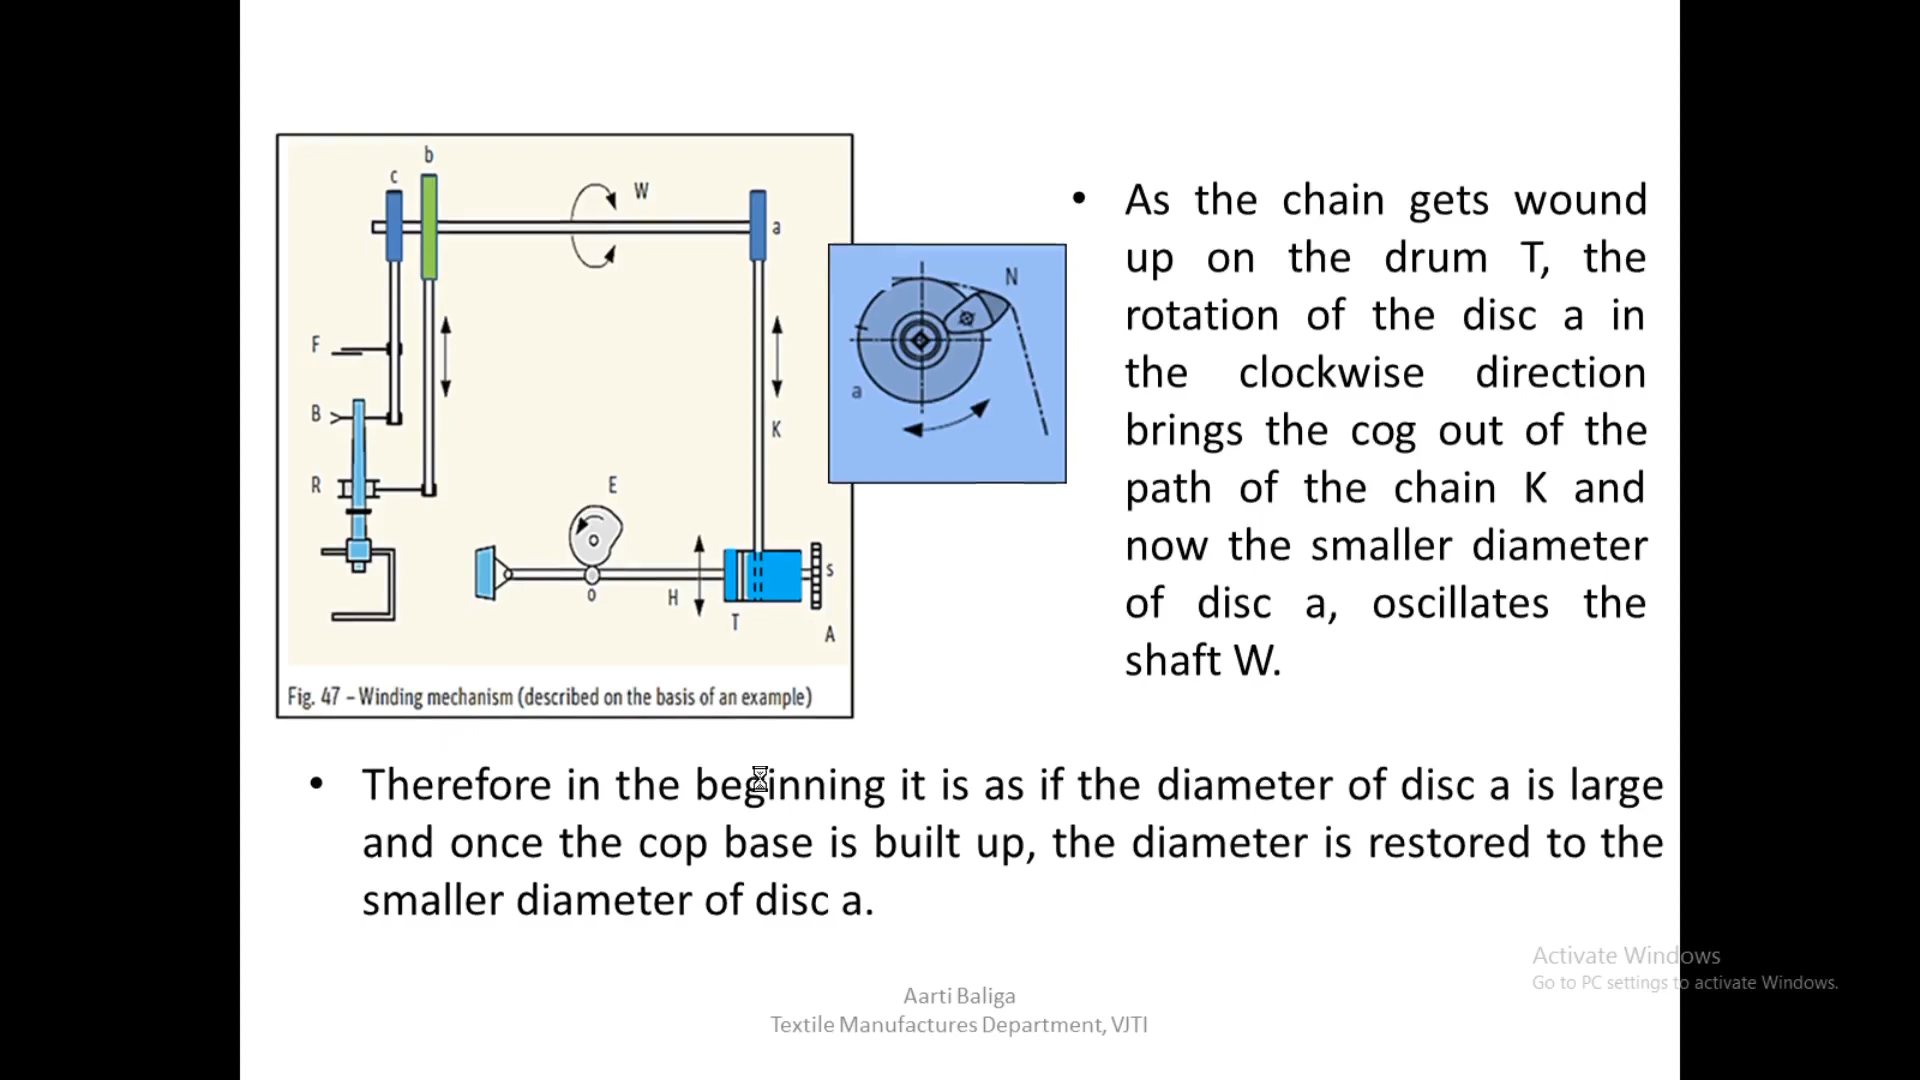 b
c
W
a
F
B
K
R
E
s
o
H
T
A
Fig. 47 – Winding mechanism (described on the basis of an example)
N
a
• As the chain gets wound
up on the drum T, the
rotation of the disc a in
the clockwise direction
brings the cog out of the
path of the chain K and
now the smaller diameter
of disc a, oscillates the
shaft W.
• Therefore in the beginning it is as if the diameter of disc a is large
and once the cop base is built up, the diameter is restored to the
smaller diameter of disc a.
Activate Windows
Go to PC settings to activate Windows.
Aarti Baliga
Textile Manufactures Department, VJTI